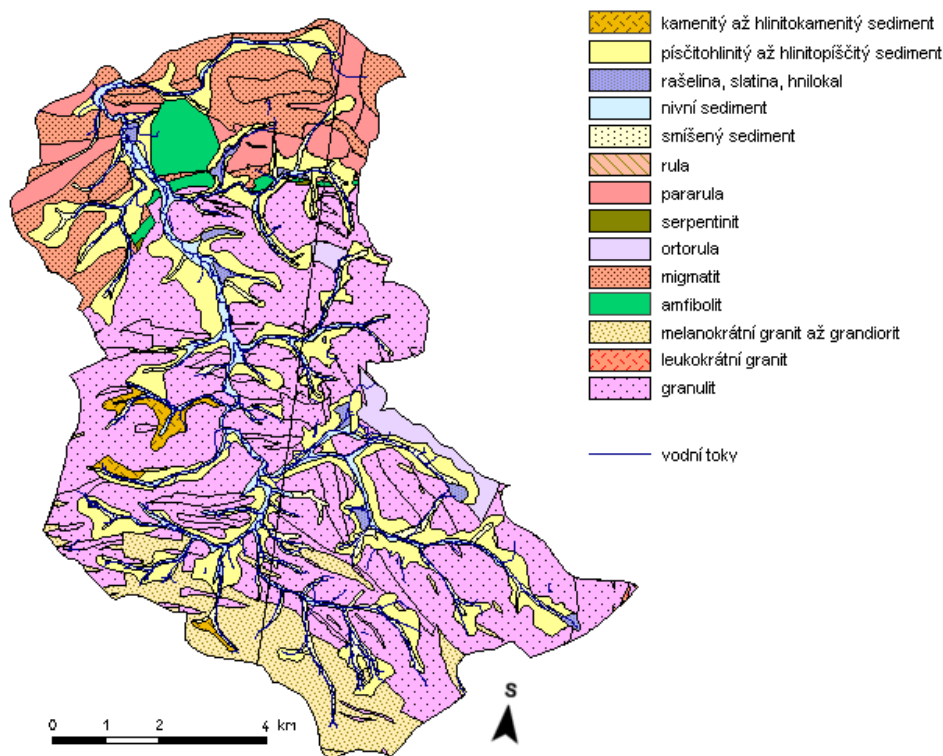 kamenitý až hlinitokamenitý sediment
písčitohlinitý až hlinitopíščitý sediment
rašelina, slatina, hnilokal
nivní sediment
smíšený sediment
rula
pararula
serpentinit
ortorula
migmatit
amfibolit
melanokrátní granit až grandiorit
leukokrátní granit
granulit
vodní toky
S
0 1 2 4 km